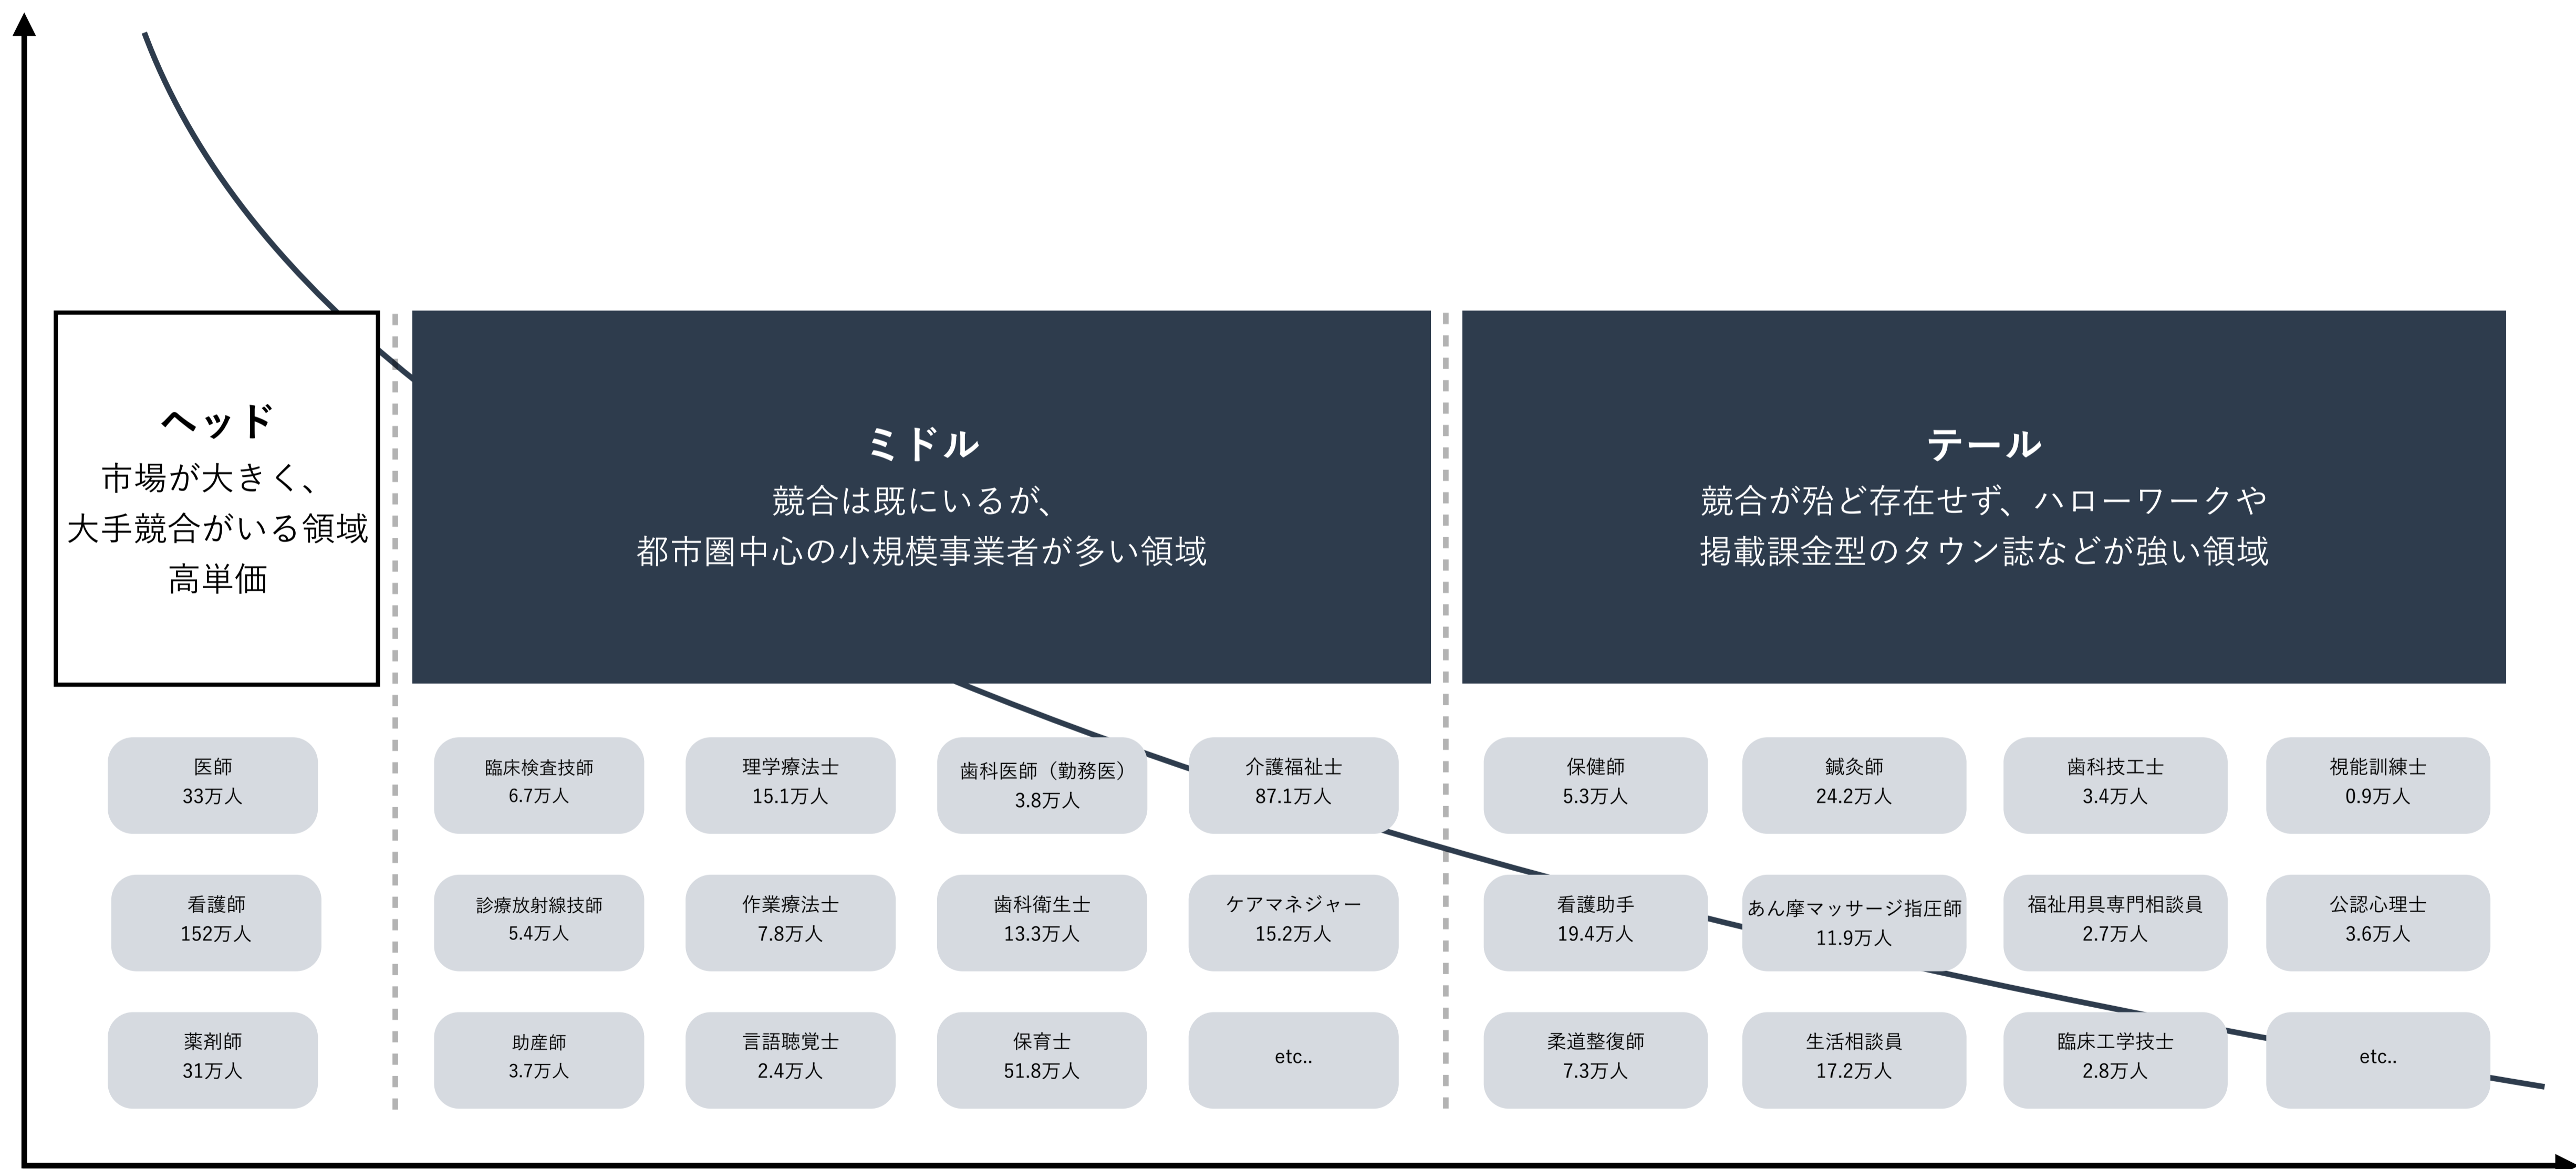 ヘッド
市場が大きく、
大手競合がいる領域
高単価
ミドル
競合は既にいるが、
都市圏中心の小規模事業者が多い領域
テール
競合が殆ど存在せず、ハローワークや
掲載課金型のタウン誌などが強い領域
医師
33万人
看護師
152万人
薬剤師
31万人
臨床検査技師
6.7万人
理学療法士
15.1万人
歯科医師（勤務医）
3.8万人
介護福祉士
87.1万人
診療放射線技師
5.4万人
作業療法士
7.8万人
歯科衛生士
13.3万人
ケアマネジャー
15.2万人
助産師
3.7万人
言語聴覚士
2.4万人
保育士
51.8万人
etc..
保健師
5.3万人
鍼灸師
24.2万人
歯科技工士
3.4万人
視能訓練士
0.9万人
看護助手
19.4万人
あん摩マッサージ指圧師
11.9万人
福祉用具専門相談員
2.7万人
公認心理士
3.6万人
柔道整復師
7.3万人
生活相談員
17.2万人
臨床工学技士
2.8万人
etc..